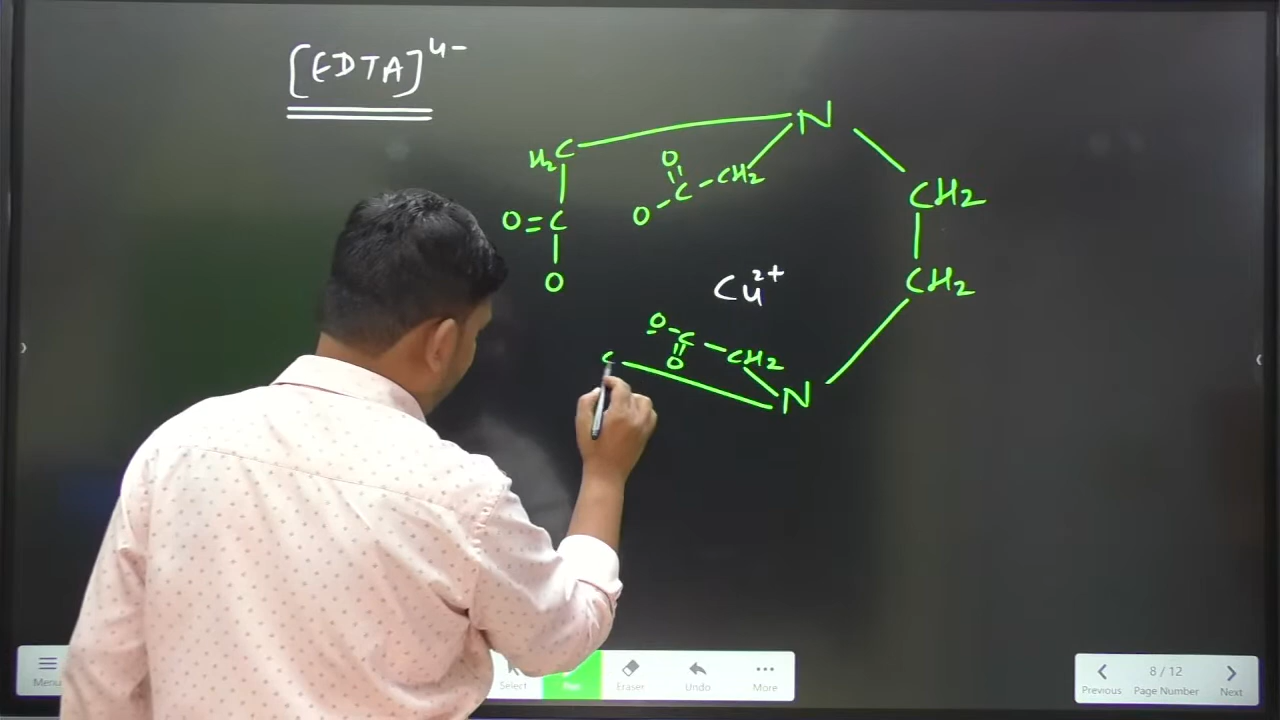 [EDTA]⁴⁻
N
H₂C
O
CH₂
C
CH₂
O=C
O
O
Cu²⁺
CH₂
O
C
CH₂
C
O
N
Menu
Select
Pen
Eraser
Undo
More
8 / 12
Previous
Page Number
Next